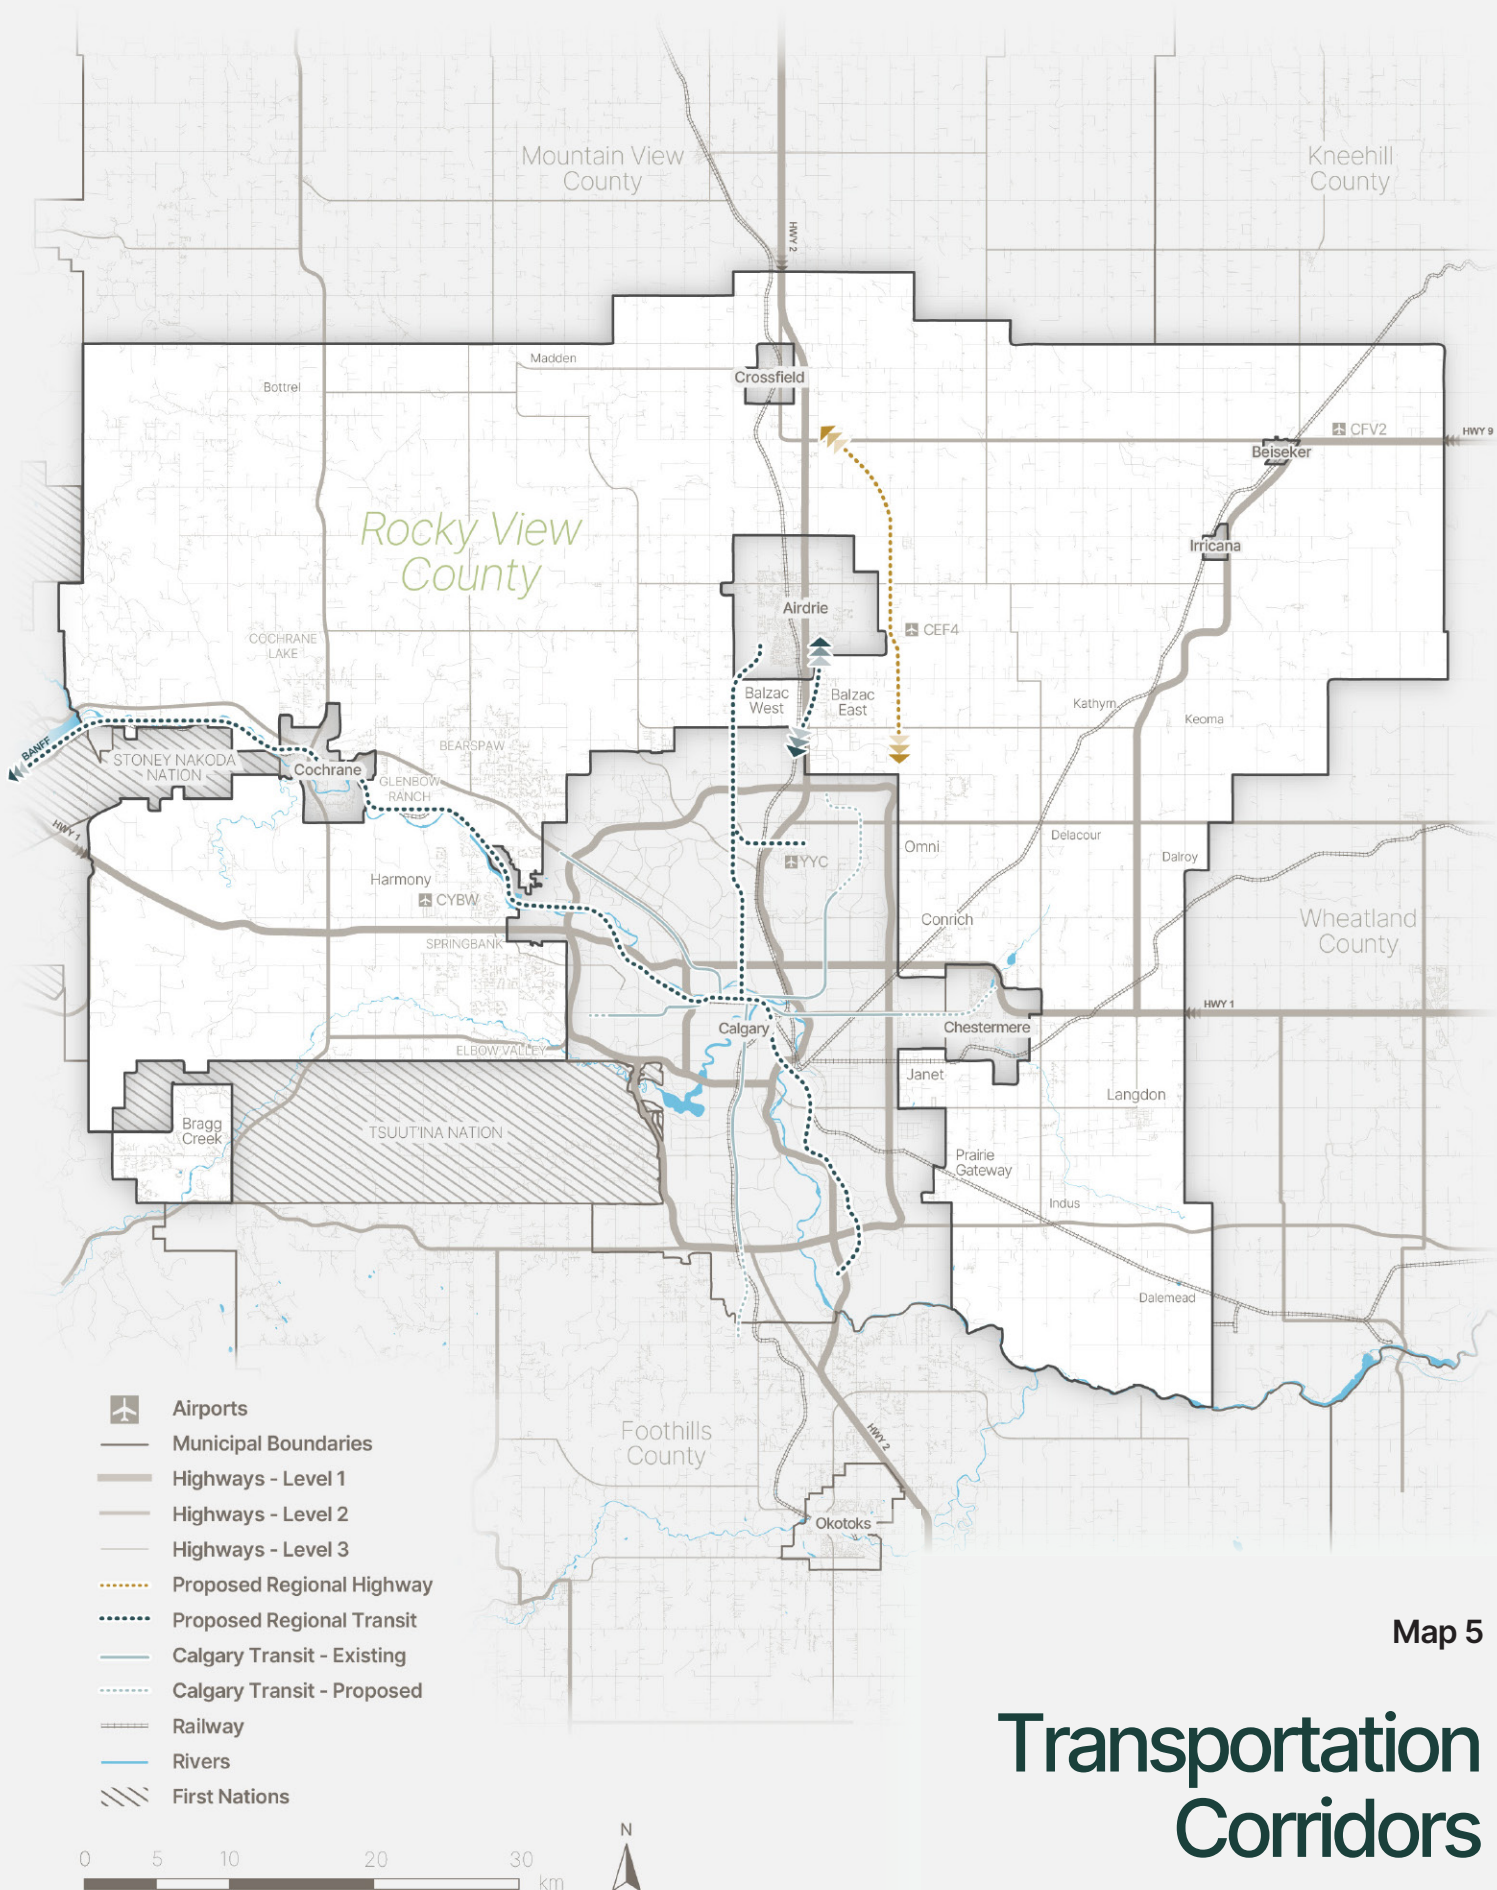 Mountain View
County
Kneehill
County
HWY 2
Madden
Crossfield
Bottrel
CFV2
HWY 9
Beiseker
Rocky View
County
Irricana
Airdrie
CEF4
COCHRANE
LAKE
Balzac
West
Balzac
East
Kathyrn
Keoma
BANFF
STONEY NAKODA
NATION
Cochrane
BEARSPAW
GLENBOW
RANCH
HWY 1
Harmony
CYBW
SPRINGBANK
YYC
Omni
Delacour
Dalroy
Conrich
Wheatland
County
HWY 1
Calgary
Chestermere
ELBOW VALLEY
Janet
Langdon
Bragg
Creek
TSUUT'INA NATION
Prairie
Gateway
Indus
Dalemead
Foothills
County
HWY 2
Okotoks
Airports
Municipal Boundaries
Highways - Level 1
Highways - Level 2
Highways - Level 3
Proposed Regional Highway
Proposed Regional Transit
Calgary Transit - Existing
Calgary Transit - Proposed
Railway
Rivers
First Nations
0 5 10 20 30
km
N
Map 5
Transportation
Corridors